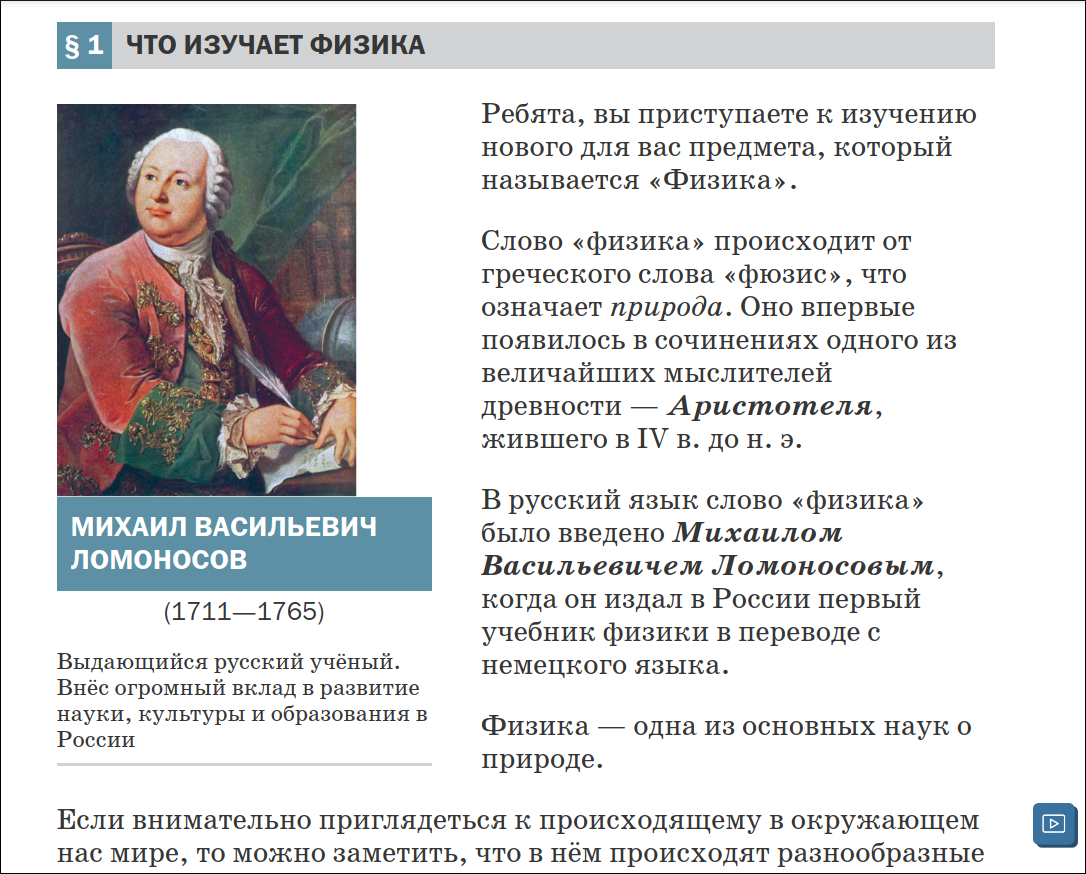 § 1 ЧТО ИЗУЧАЕТ ФИЗИКА
МИХАИЛ ВАСИЛЬЕВИЧ
ЛОМОНОСОВ
(1711—1765)
Выдающийся русский учёный.
Внёс огромный вклад в развитие
науки, культуры и образования в
России
Ребята, вы приступаете к изучению
нового для вас предмета, который
называется «Физика».
Слово «физика» происходит от
греческого слова «фюзис», что
означает природа. Оно впервые
появилось в сочинениях одного из
величайших мыслителей
древности — Аристотеля,
жившего в IV в. до н. э.
В русский язык слово «физика»
было введено Михаилом
Васильевичем Ломоносовым,
когда он издал в России первый
учебник физики в переводе с
немецкого языка.
Физика — одна из основных наук о
природе.
Если внимательно приглядеться к происходящему в окружающем
нас мире, то можно заметить, что в нём происходят разнообразные